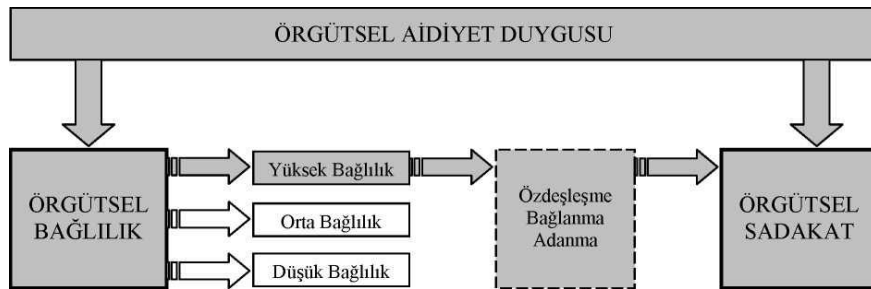 ÖRGÜTSEL AİDİYET DUYGUSU
ÖRGÜTSEL
BAĞLILIK
Yüksek Bağlılık
Orta Bağlılık
Düşük Bağlılık
Özdeşleşme
Bağlanma
Adanma
ÖRGÜTSEL
SADAKAT